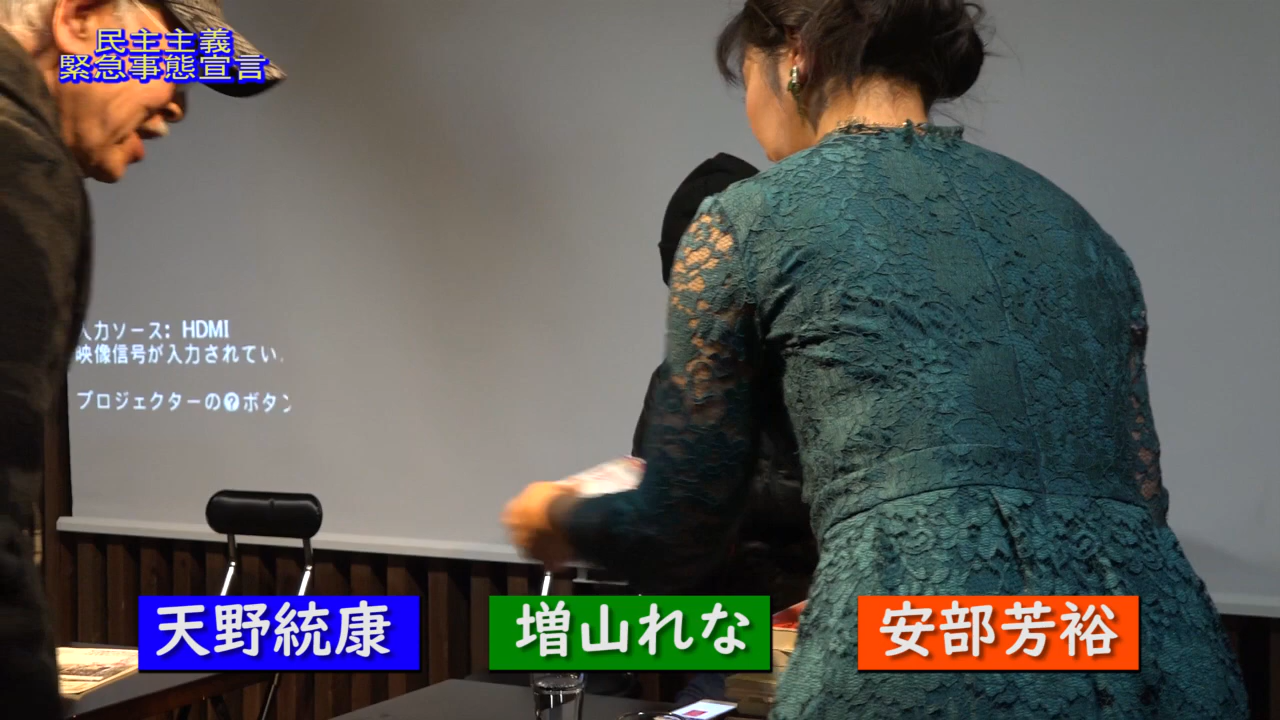 民主主義
緊急事態宣言
入力ソース: HDMI
映像信号が入力されてい
プロジェクターの?ボタン
天野統康
増山れな
安部芳裕